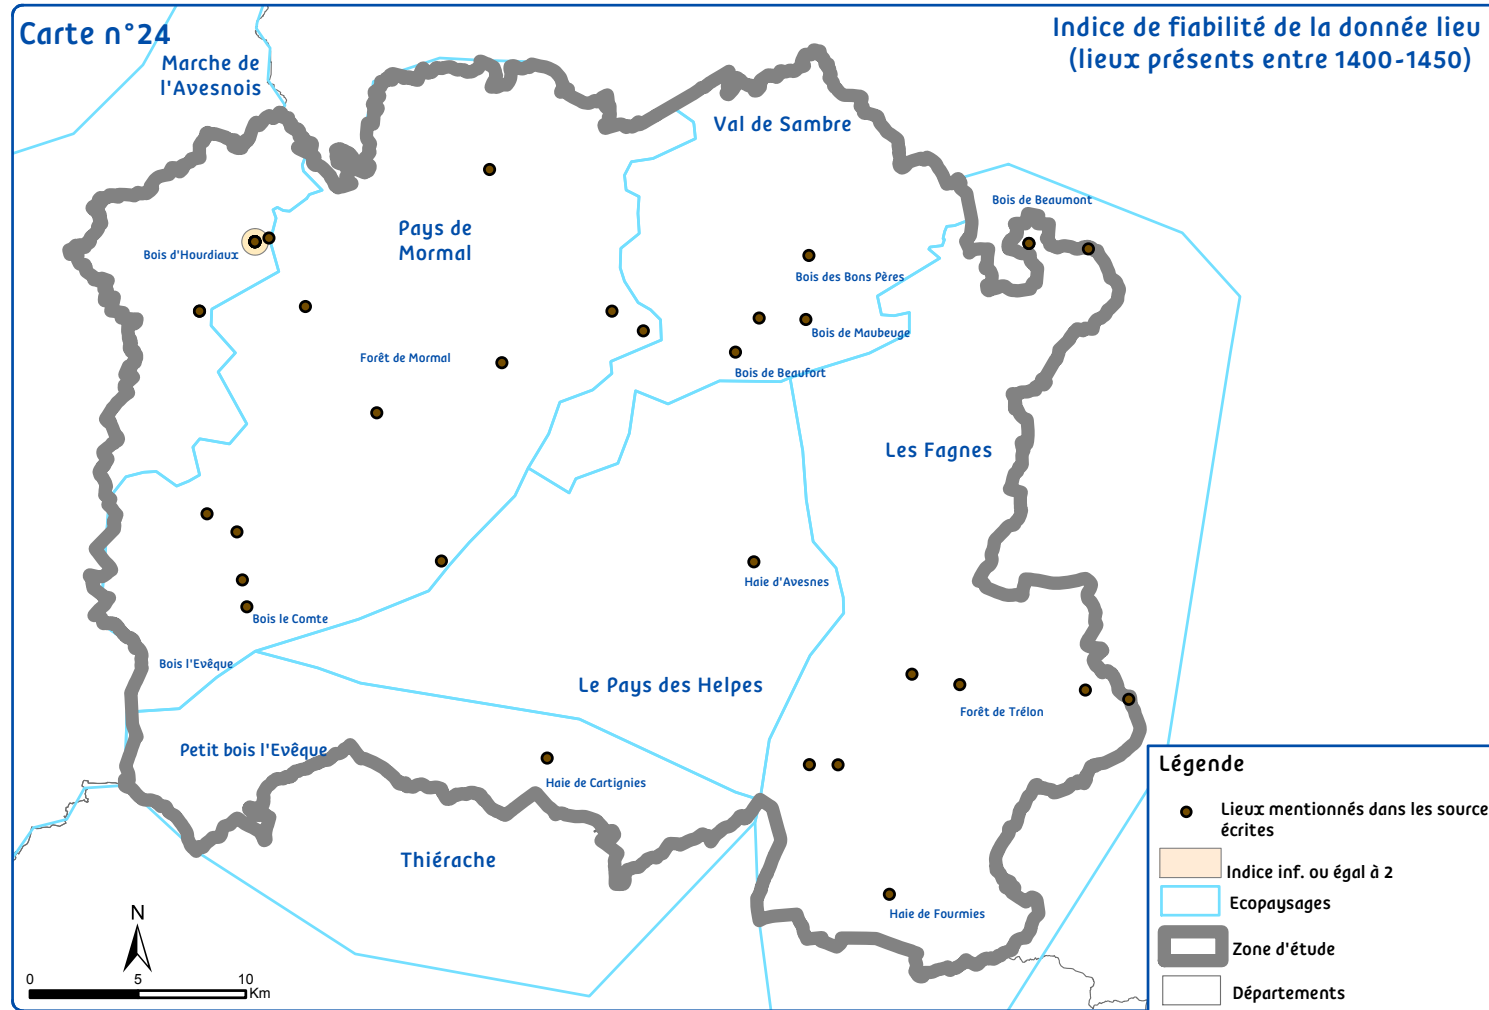 Carte n°24
Indice de fiabilité de la donnée lieu
(lieux présents entre 1400-1450)
Marche de
l'Avesnois
Val de Sambre
Bois de Beaumont
Pays de
Mormal
Bois d'Hourdiaux
Bois des Bons Pères
Bois de Maubeuge
Forêt de Mormal
Bois de Beaufort
Les Fagnes
Haie d'Avesnes
Bois le Comte
Bois l'Evêque
Le Pays des Helpes
Forêt de Trélon
Petit bois l'Evêque
Haie de Cartignies
Thiérache
Haie de Fourmies
N
0 5 10
Km
Légende
Lieux mentionnés dans les source
écrites
Indice inf. ou égal à 2
Ecopaysages
Zone d'étude
Départements